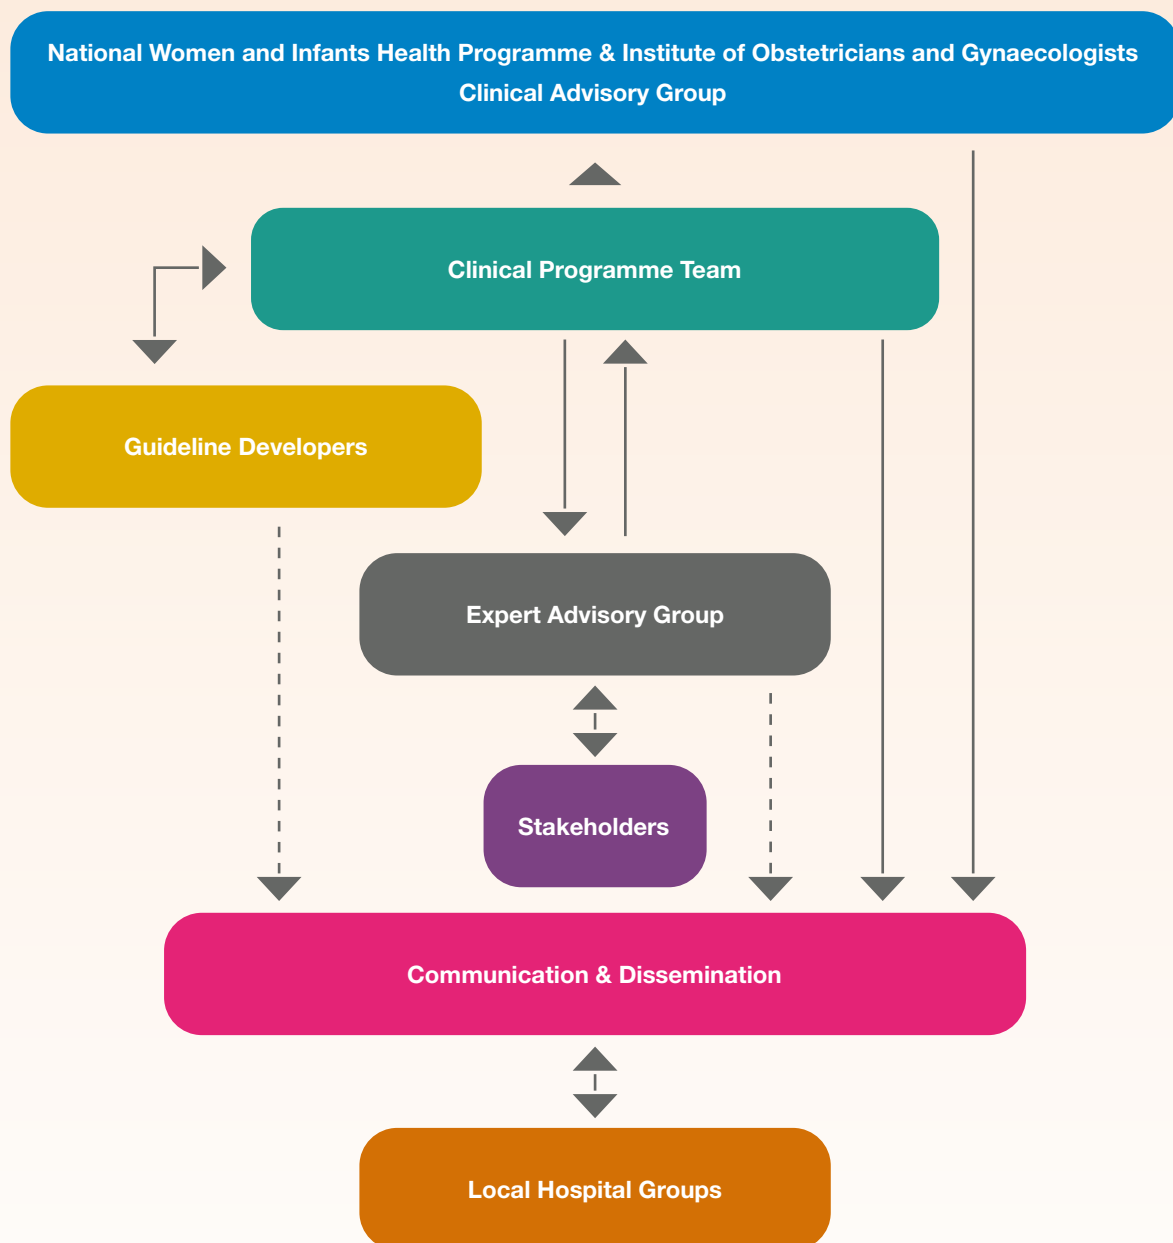 National Women and Infants Health Programme & Institute of Obstetricians and Gynaecologists
Clinical Advisory Group
Clinical Programme Team
Guideline Developers
Expert Advisory Group
Stakeholders
Communication & Dissemination
Local Hospital Groups